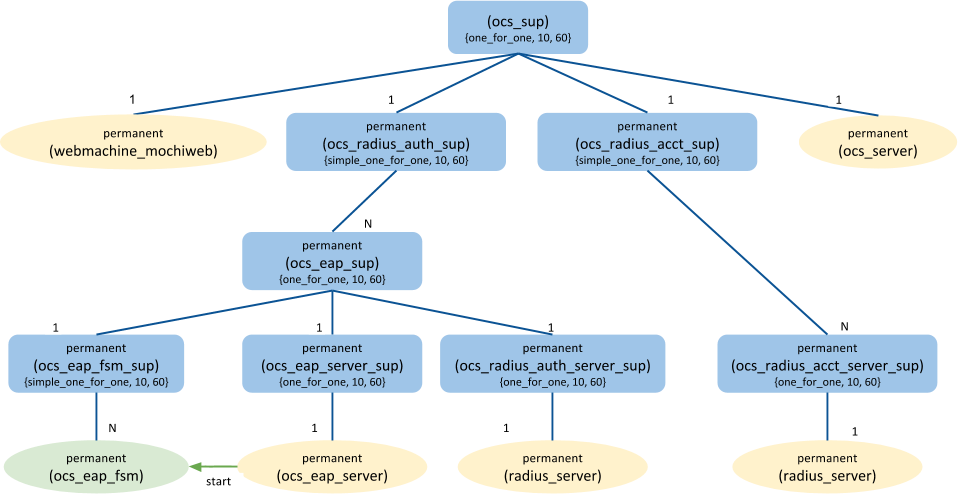 (ocs_sup)
{one_for_one, 10, 60}
1
1
1
1
permanent
(webmachine_mochiweb)
permanent
(ocs_radius_auth_sup)
{simple_one_for_one, 10, 60}
permanent
(ocs_radius_acct_sup)
{simple_one_for_one, 10, 60}
permanent
(ocs_server)
N
permanent
(ocs_eap_sup)
{one_for_one, 10, 60}
1
1
1
N
permanent
(ocs_eap_fsm_sup)
{simple_one_for_one, 10, 60}
permanent
(ocs_eap_server_sup)
{one_for_one, 10, 60}
permanent
(ocs_radius_auth_server_sup)
{one_for_one, 10, 60}
permanent
(ocs_radius_acct_server_sup)
{one_for_one, 10, 60}
N
1
1
1
permanent
(ocs_eap_fsm)
start
permanent
(ocs_eap_server)
permanent
(radius_server)
permanent
(radius_server)